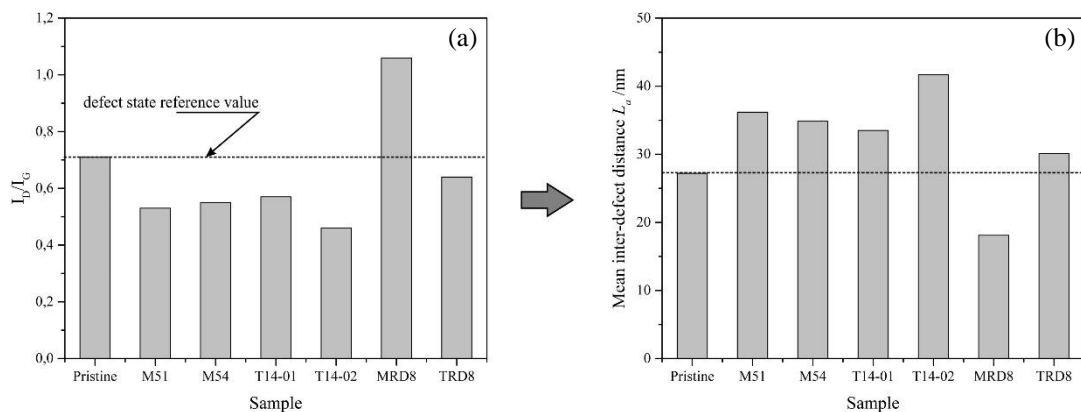 (a)
1,2
1,0
0,8
0,6
0,4
0,2
0,0
I_D/I_G
defect state reference value
Pristine M51 M54 T14-01 T14-02 MRD8 TRD8
Sample
(b)
50
40
30
20
10
0
Mean inter-defect distance L_a /nm
Pristine M51 M54 T14-01 T14-02 MRD8 TRD8
Sample